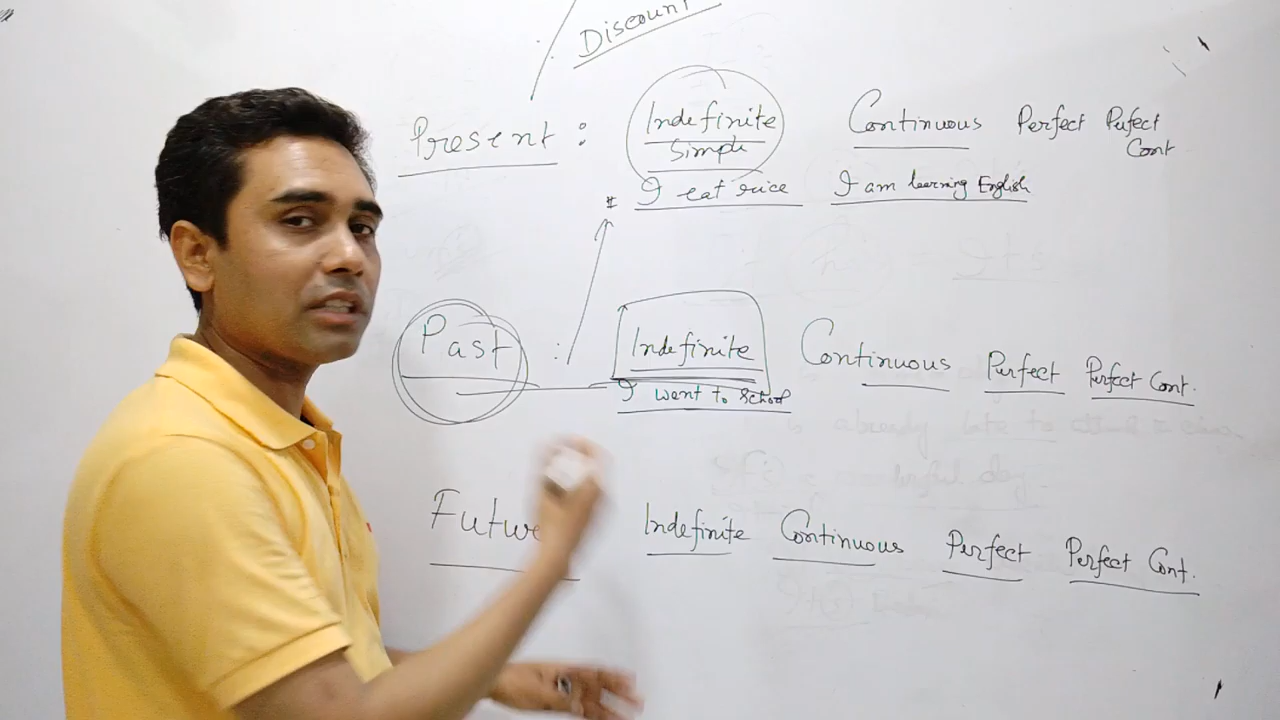 Discount
Present : Indefinite Continuous Perfect Perfect
Simple Cont
I eat rice I am learning English
Past : Indefinite Continuous Perfect Perfect Cont.
I went to School
Future Indefinite Continuous Perfect Perfect Cont.